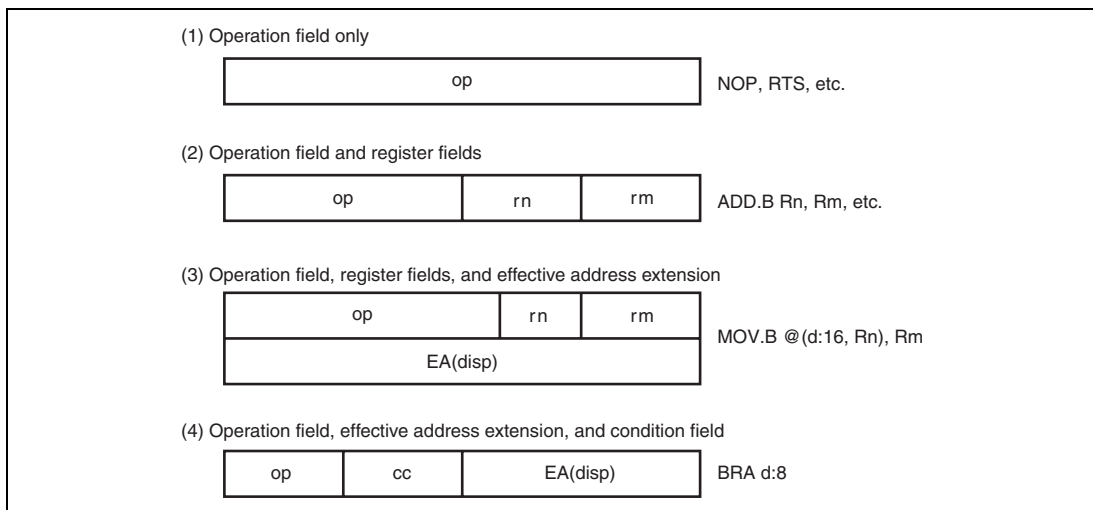 (1) Operation field only
op
NOP, RTS, etc.
(2) Operation field and register fields
op rn rm
ADD.B Rn, Rm, etc.
(3) Operation field, register fields, and effective address extension
op rn rm
EA(disp)
MOV.B @(d:16, Rn), Rm
(4) Operation field, effective address extension, and condition field
op cc EA(disp)
BRA d:8